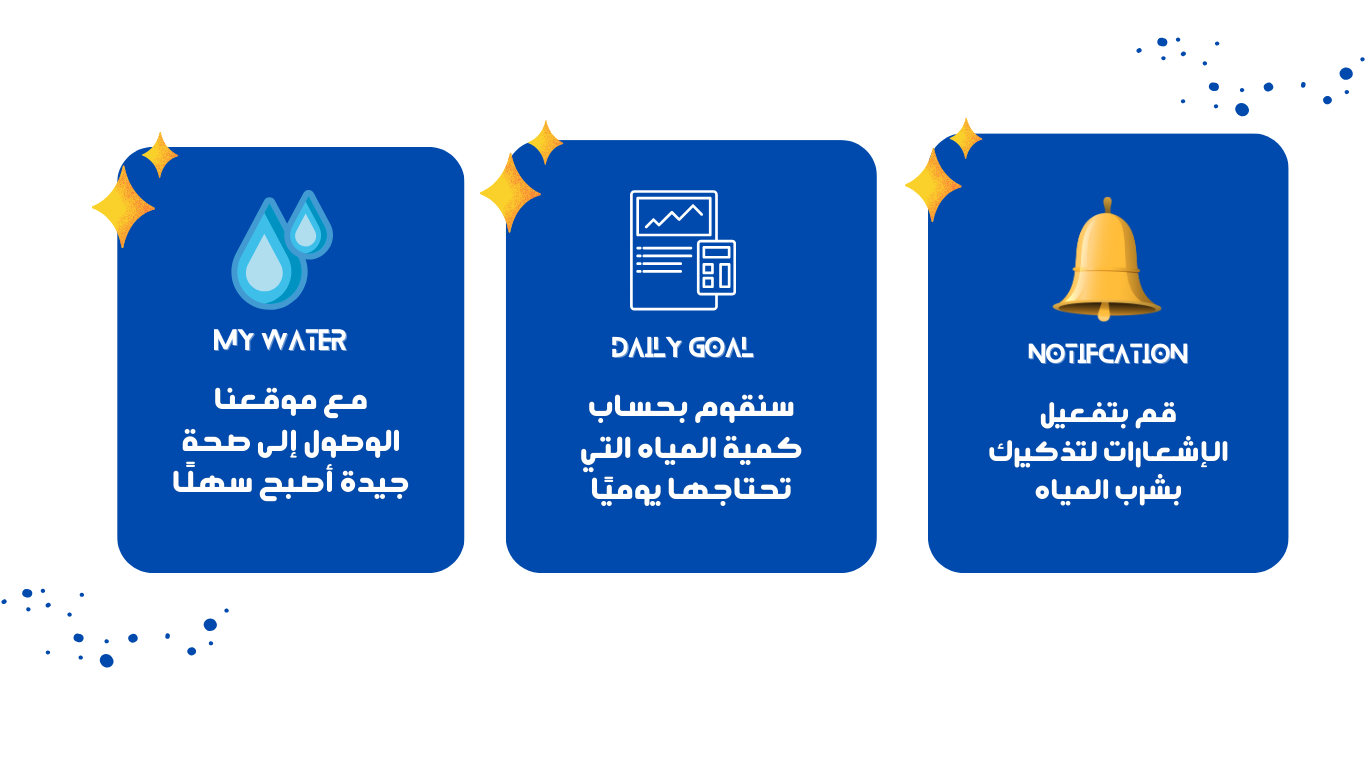 MY WATER
مع موقعنا
الوصول إلى صحة
جيدة أصبح سهلًا
DAILY GOAL
سنقوم بحساب
كمية المياه التي
تحتاجها يوميًا
NOTIFCATION
قم بتفعيل
الإشعارات لتذكيرك
بشرب المياه